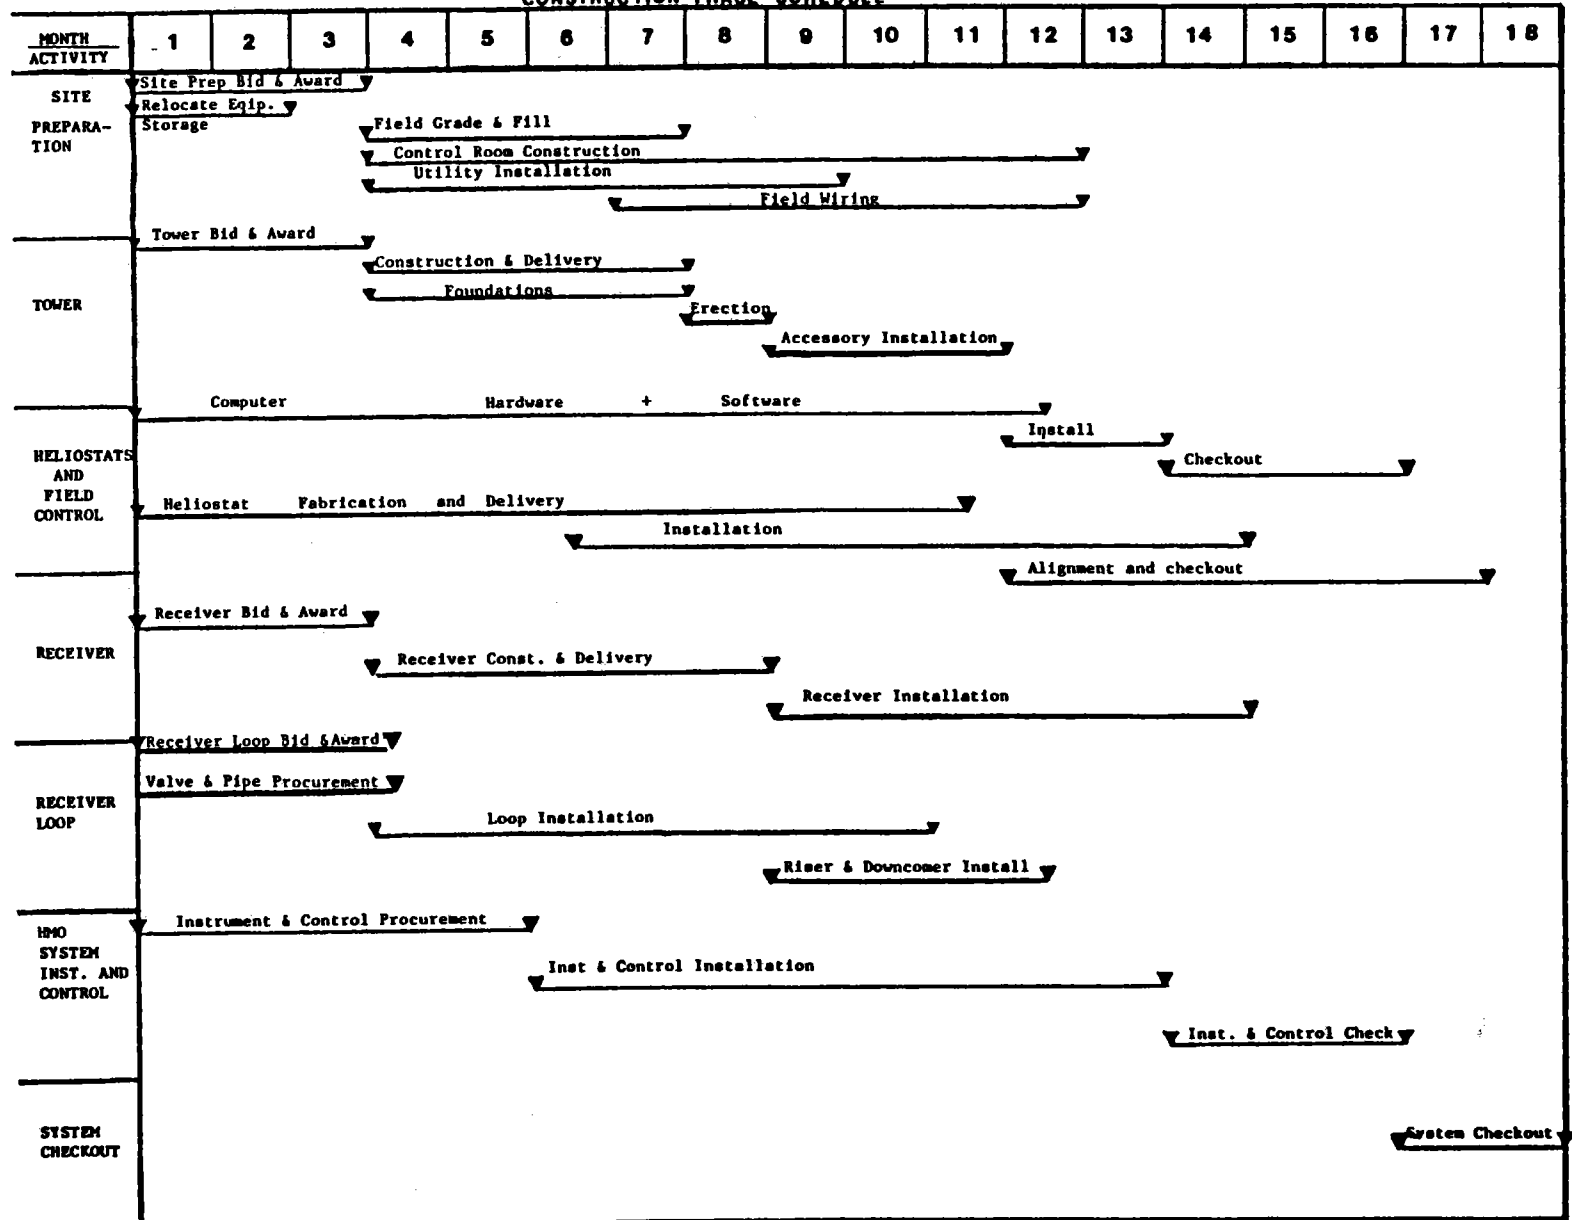 CONSTRUCTION PHASE SCHEDULE
MONTH 1 2 3 4 5 6 7 8 9 10 11 12 13 14 15 16 17 18
ACTIVITY
SITE
PREPARA-
TION
Site Prep Bid & Award
Relocate Eqip.
Storage
Field Grade & Fill
Control Room Construction
Utility Installation
Field Wiring
TOWER
Tower Bid & Award
Construction & Delivery
Foundations
Erection
Accessory Installation
HELIOSTATS
AND
FIELD
CONTROL
Computer Hardware + Software
Install
Checkout
Heliostat Fabrication and Delivery
Installation
Alignment and checkout
RECEIVER
Receiver Bid & Award
Receiver Const. & Delivery
Receiver Installation
RECEIVER
LOOP
Receiver Loop Bid &Award
Valve & Pipe Procurement
Loop Installation
Riser & Downcomer Install
HMO
SYSTEM
INST. AND
CONTROL
Instrument & Control Procurement
Inst & Control Installation
Inst. & Control Check
SYSTEM
CHECKOUT
System Checkout